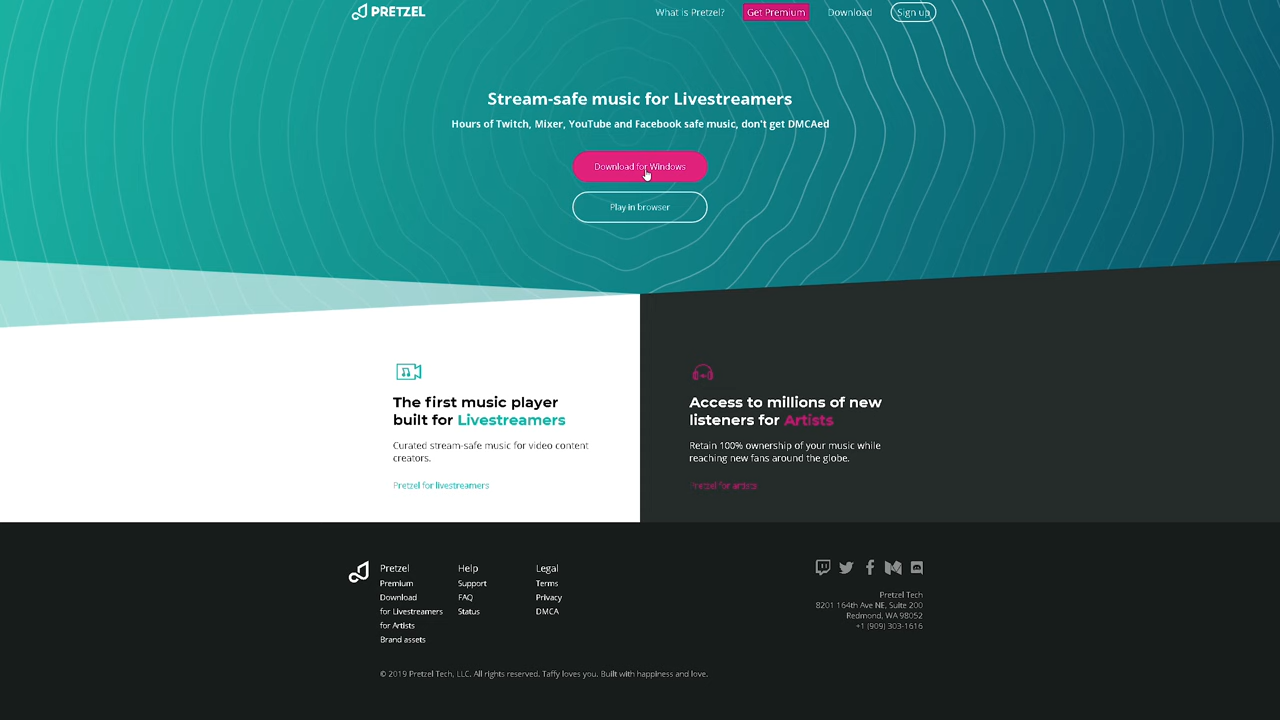 PRETZEL
What is Pretzel?
Get Premium
Download
Sign up
Stream-safe music for Livestreamers
Hours of Twitch, Mixer, YouTube and Facebook safe music, don't get DMCAed
Download for Windows
Play in browser
The first music player
built for Livestreamers
Curated stream-safe music for video content
creators.
Pretzel for livestreamers
Access to millions of new
listeners for Artists
Retain 100% ownership of your music while
reaching new fans around the globe.
Pretzel for artists
Pretzel
Premium
Download
for Livestreamers
for Artists
Brand assets
Help
Support
FAQ
Status
Legal
Terms
Privacy
DMCA
Pretzel Tech
8201 164th Ave NE, Suite 200
Redmond, WA 98052
+1 (909) 303-1616
© 2019 Pretzel Tech, LLC. All rights reserved. Taffy loves you. Built with happiness and love.